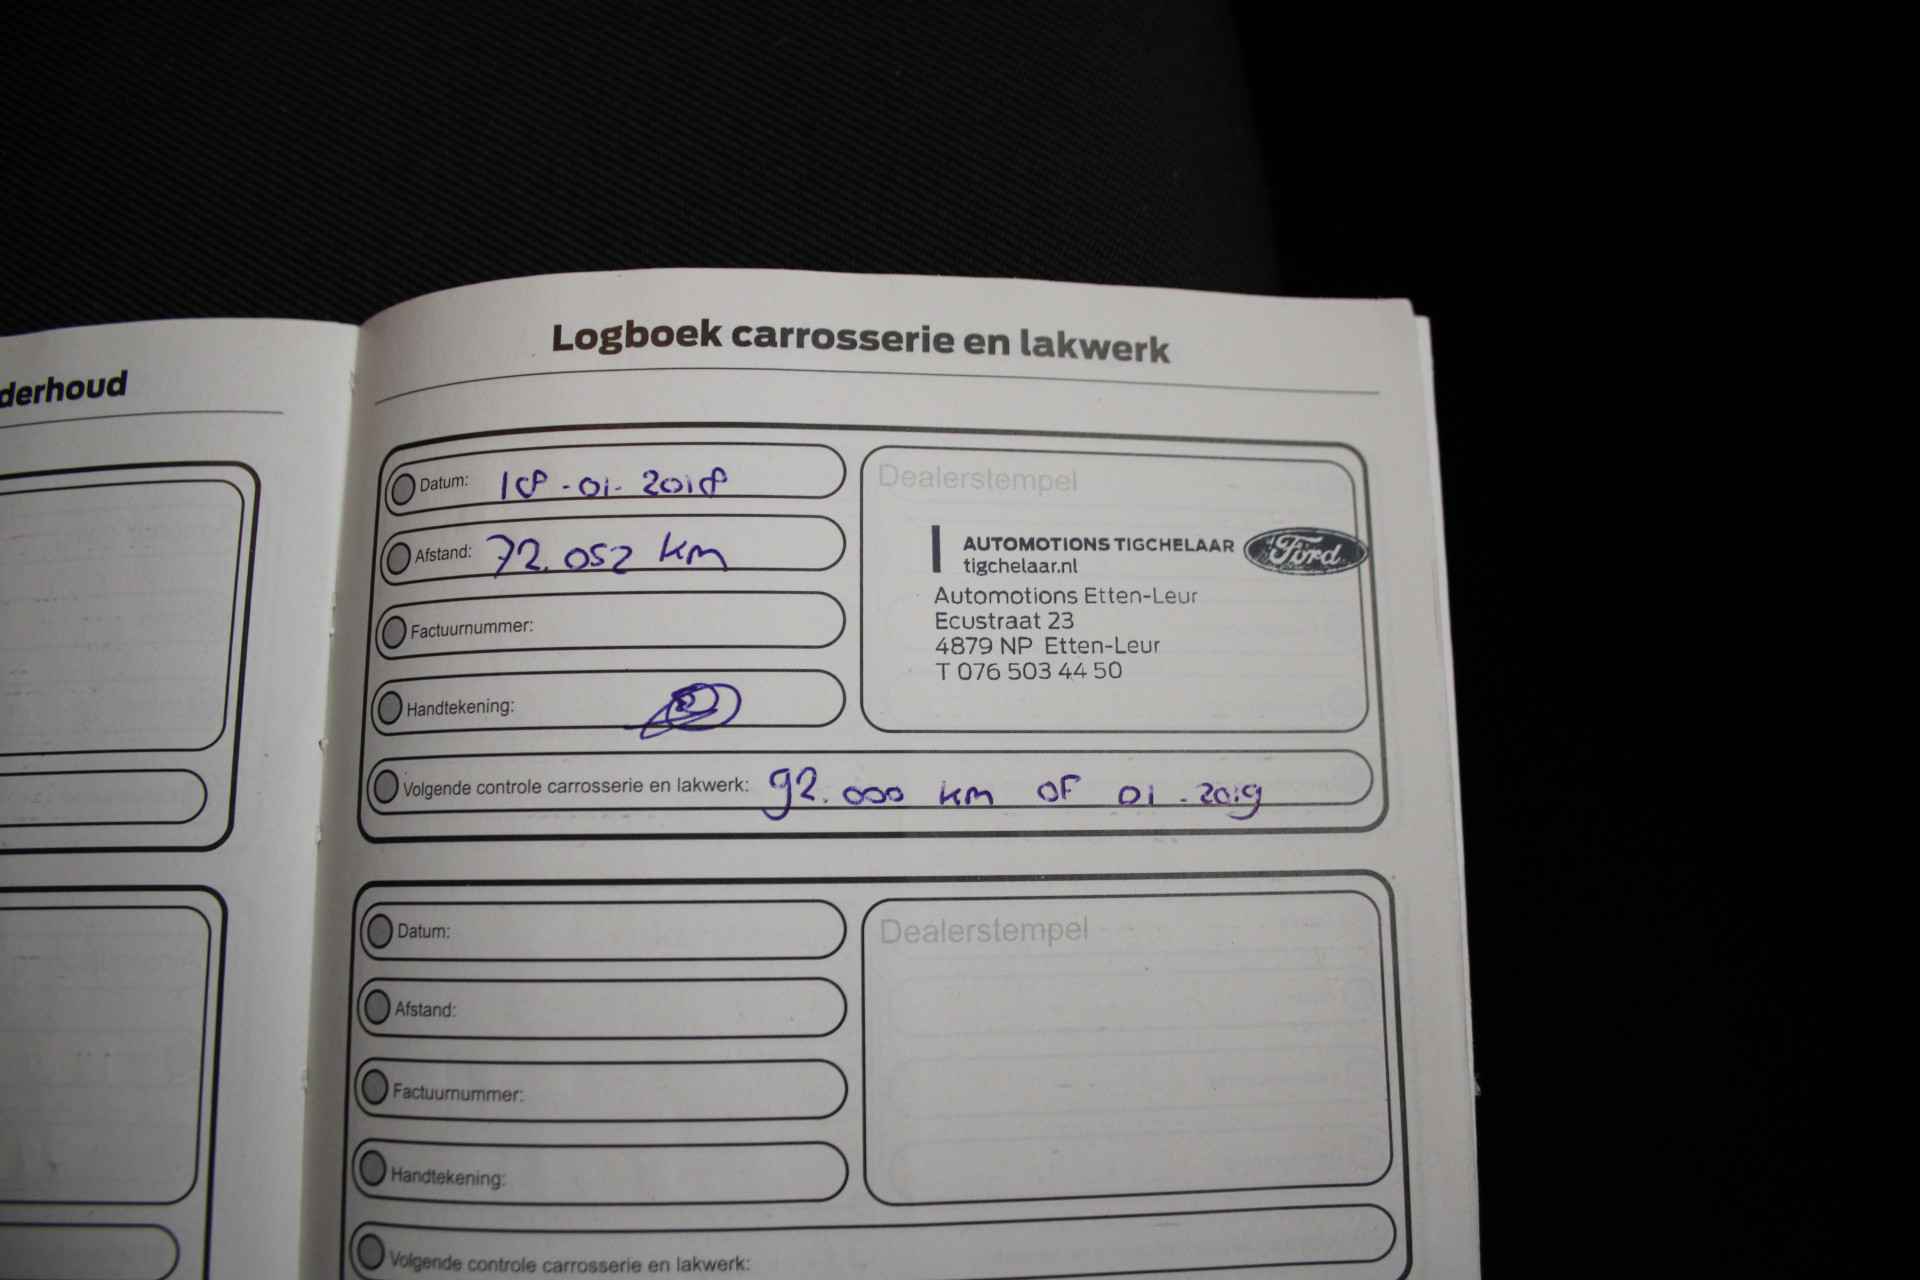 derhoud
Logboek carrosserie en lakwerk
Datum: 18-01-2018
Afstand: 72.052 km
Factuurnummer:
Handtekening:
Dealerstempel
AUTOMOTIONS TIGCHELAAR Ford
tigchelaar.nl
Automotions Etten-Leur
Ecustraat 23
4879 NP Etten-Leur
T 076 503 44 50
Volgende controle carrosserie en lakwerk: 92.000 km OF 01-2019
Datum:
Afstand:
Factuurnummer:
Handtekening:
Dealerstempel
Volgende controle carrosserie en lakwerk: